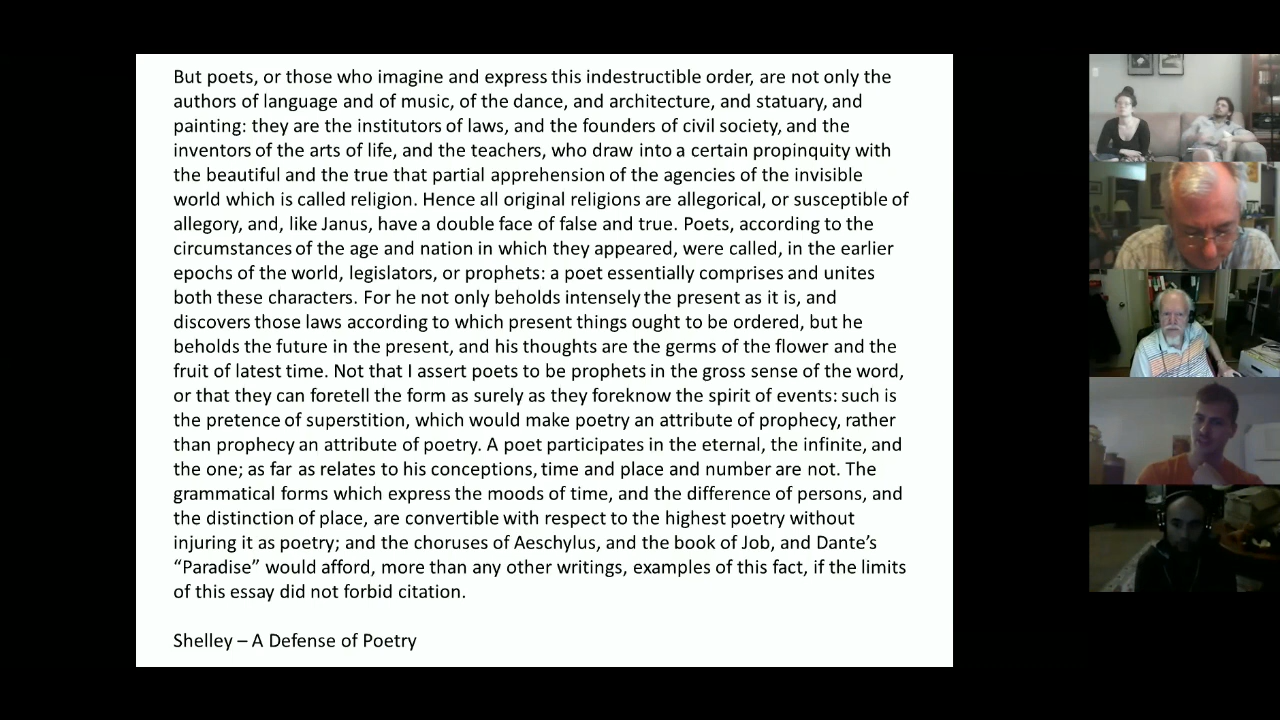 But poets, or those who imagine and express this indestructible order, are not only the
authors of language and of music, of the dance, and architecture, and statuary, and
painting: they are the institutors of laws, and the founders of civil society, and the
inventors of the arts of life, and the teachers, who draw into a certain propinquity with
the beautiful and the true that partial apprehension of the agencies of the invisible
world which is called religion. Hence all original religions are allegorical, or susceptible of
allegory, and, like Janus, have a double face of false and true. Poets, according to the
circumstances of the age and nation in which they appeared, were called, in the earlier
epochs of the world, legislators, or prophets: a poet essentially comprises and unites
both these characters. For he not only beholds intensely the present as it is, and
discovers those laws according to which present things ought to be ordered, but he
beholds the future in the present, and his thoughts are the germs of the flower and the
fruit of latest time. Not that I assert poets to be prophets in the gross sense of the word,
or that they can foretell the form as surely as they foreknow the spirit of events: such is
the pretence of superstition, which would make poetry an attribute of prophecy, rather
than prophecy an attribute of poetry. A poet participates in the eternal, the infinite, and
the one; as far as relates to his conceptions, time and place and number are not. The
grammatical forms which express the moods of time, and the difference of persons, and
the distinction of place, are convertible with respect to the highest poetry without
injuring it as poetry; and the choruses of Aeschylus, and the book of Job, and Dante’s
“Paradise” would afford, more than any other writings, examples of this fact, if the limits
of this essay did not forbid citation.
Shelley – A Defense of Poetry